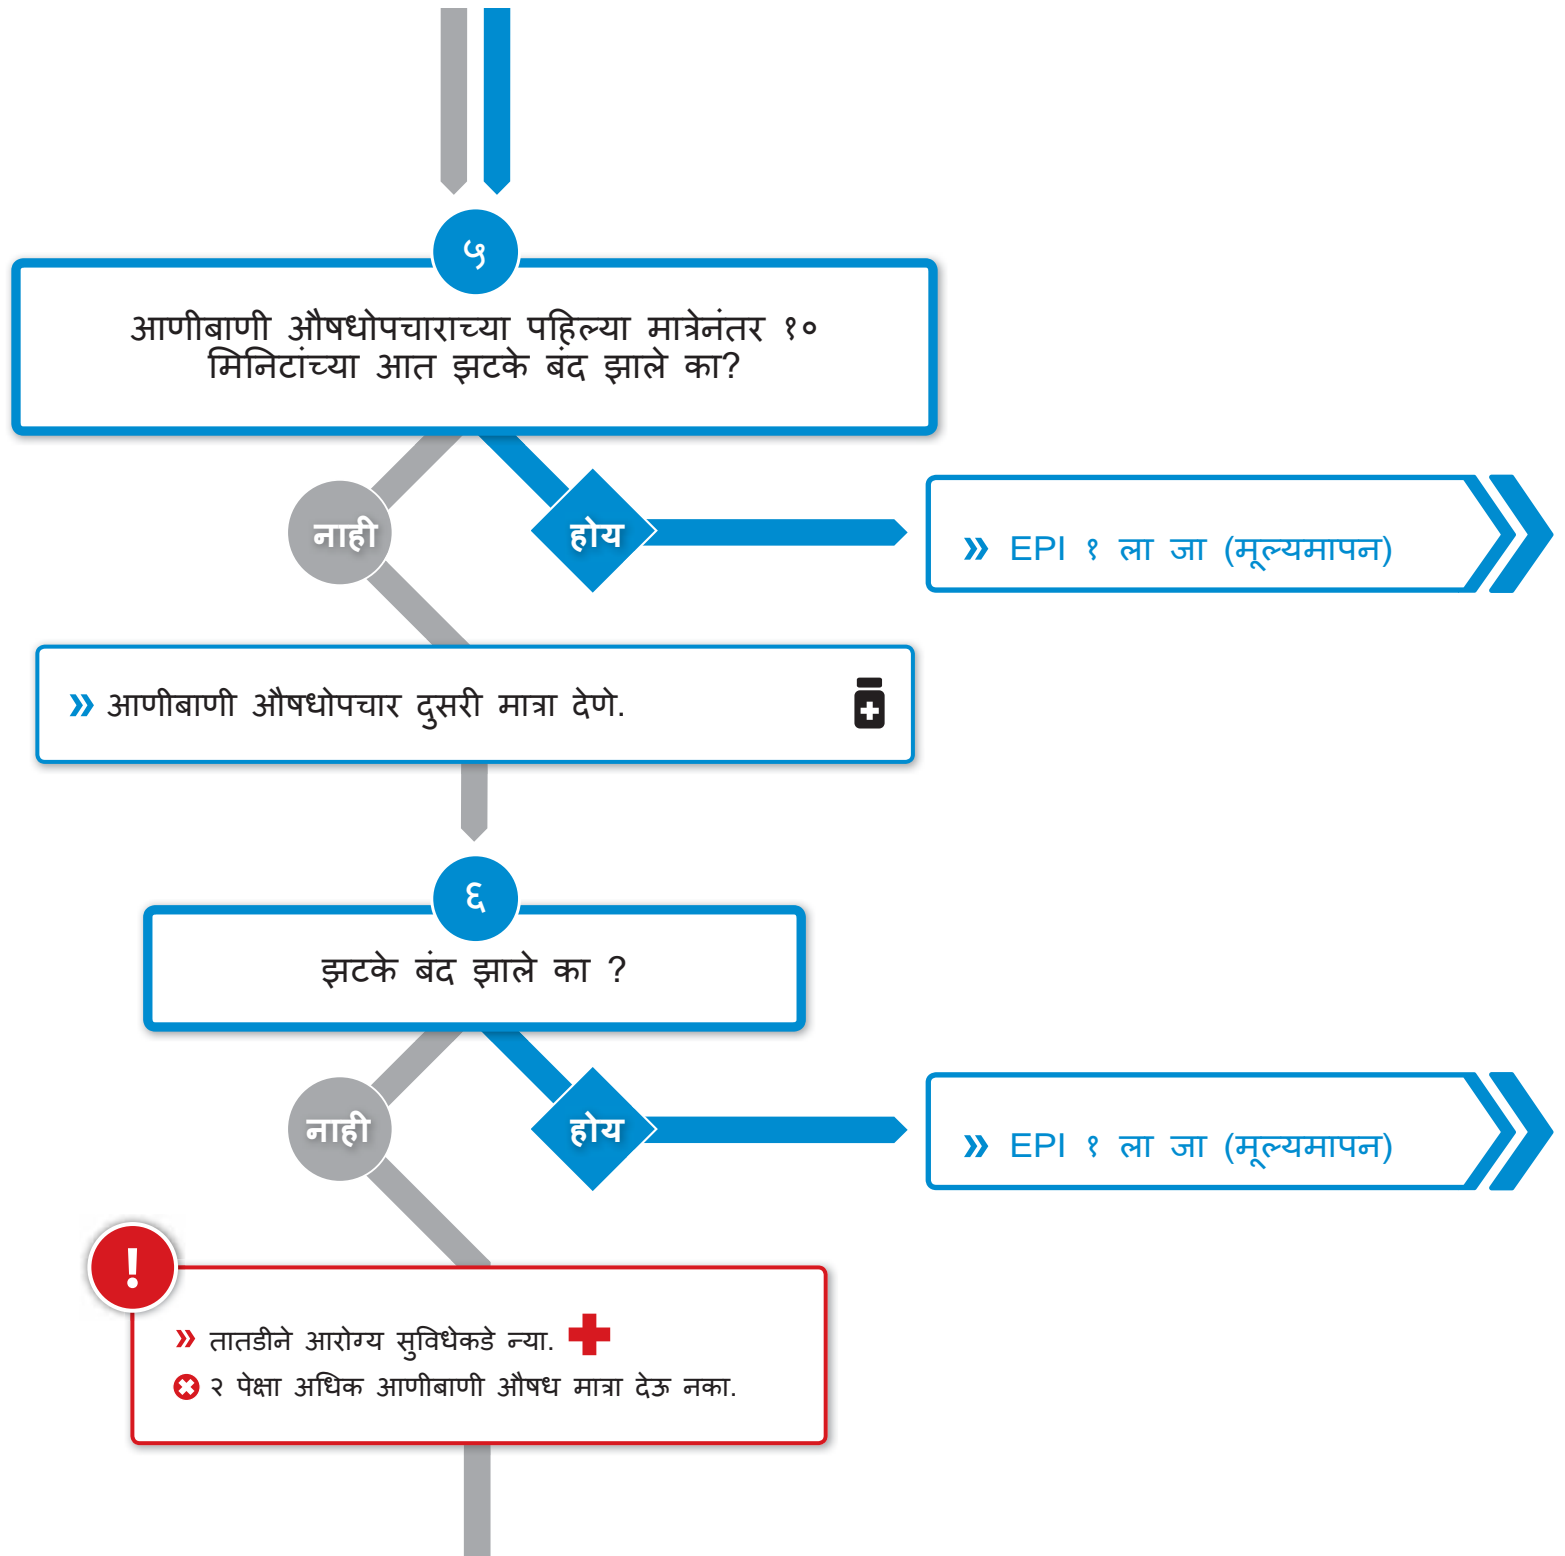 ५
आणीबाणी औषधोपचाराच्या पहिल्या मात्रेनंतर १०
मिनिटांच्या आत झटके बंद झाले का?
नाही
होय
» EPI १ ला जा (मूल्यमापन)
» आणीबाणी औषधोपचार दुसरी मात्रा देणे.
६
झटके बंद झाले का ?
नाही
होय
» EPI १ ला जा (मूल्यमापन)
!
» तातडीने आरोग्य सुविधेकडे न्या.
२ पेक्षा अधिक आणीबाणी औषध मात्रा देऊ नका.